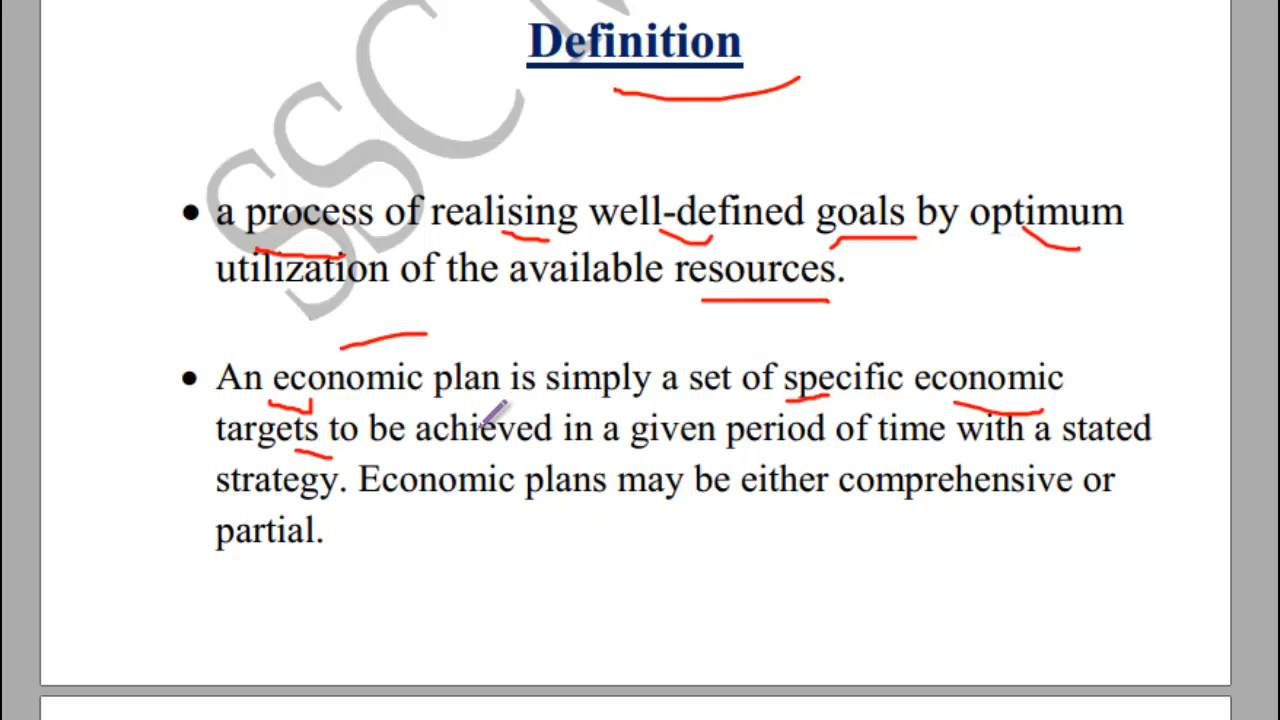 Definition
SSC
• a process of realising well-defined goals by optimum
utilization of the available resources.
• An economic plan is simply a set of specific economic
targets to be achieved in a given period of time with a stated
strategy. Economic plans may be either comprehensive or
partial.